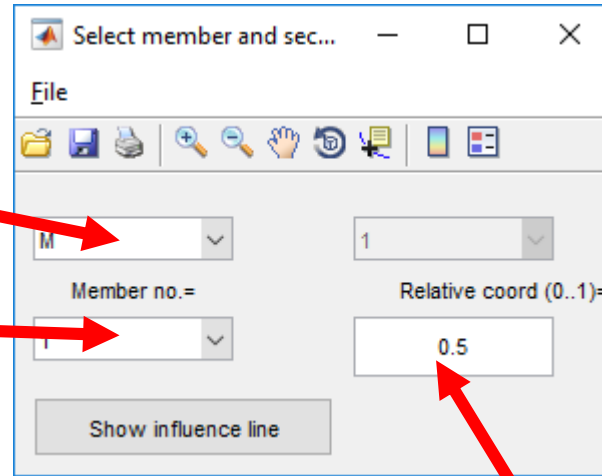 Select member and sec...
File
M
1
Member no.=
Relative coord (0..1)=
1
0.5
Show influence line